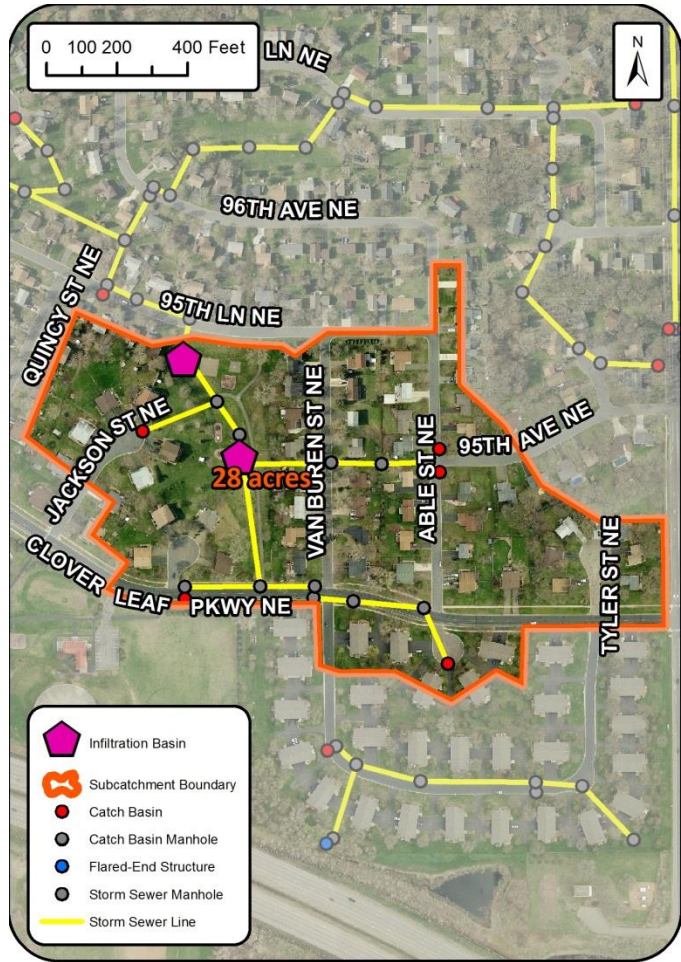 0 100 200 400 Feet
LN NE
N
96TH AVE NE
QUINCY ST NE
95TH LN NE
JACKSON ST NE
95TH AVE NE
28 acres
VAN BUREN ST NE
ABLE ST NE
CLOVER LEAF PKWY NE
TYLER ST NE
Infiltration Basin
Subcatchment Boundary
Catch Basin
Catch Basin Manhole
Flared-End Structure
Storm Sewer Manhole
Storm Sewer Line